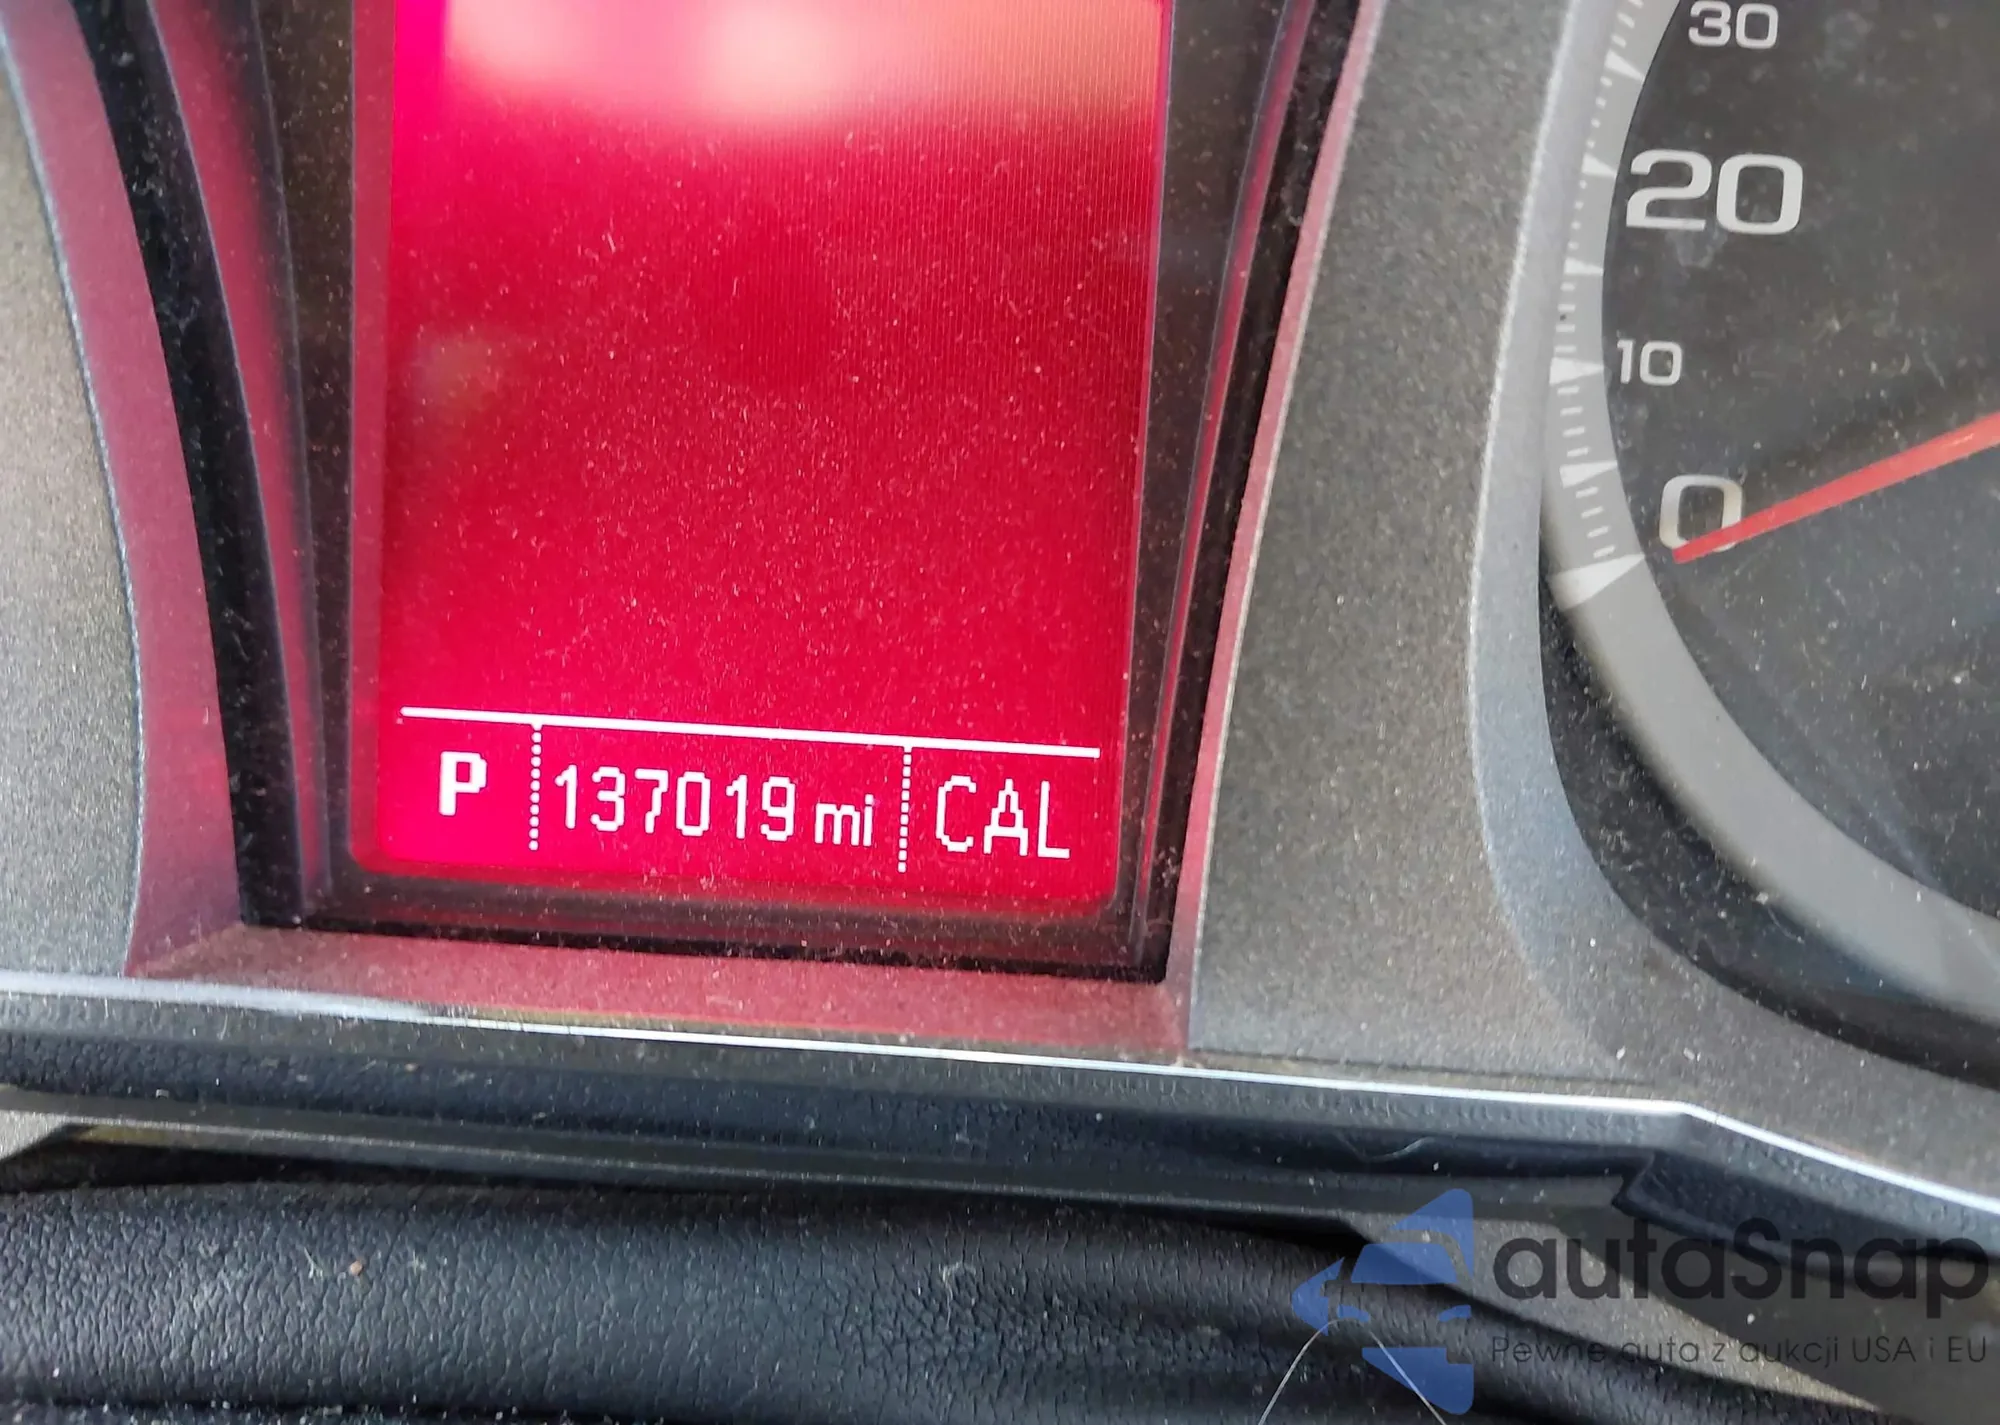 30
20
10
0
P 137019 mi CAL
autaSnap
Pewne auta z aukcji USA i EU